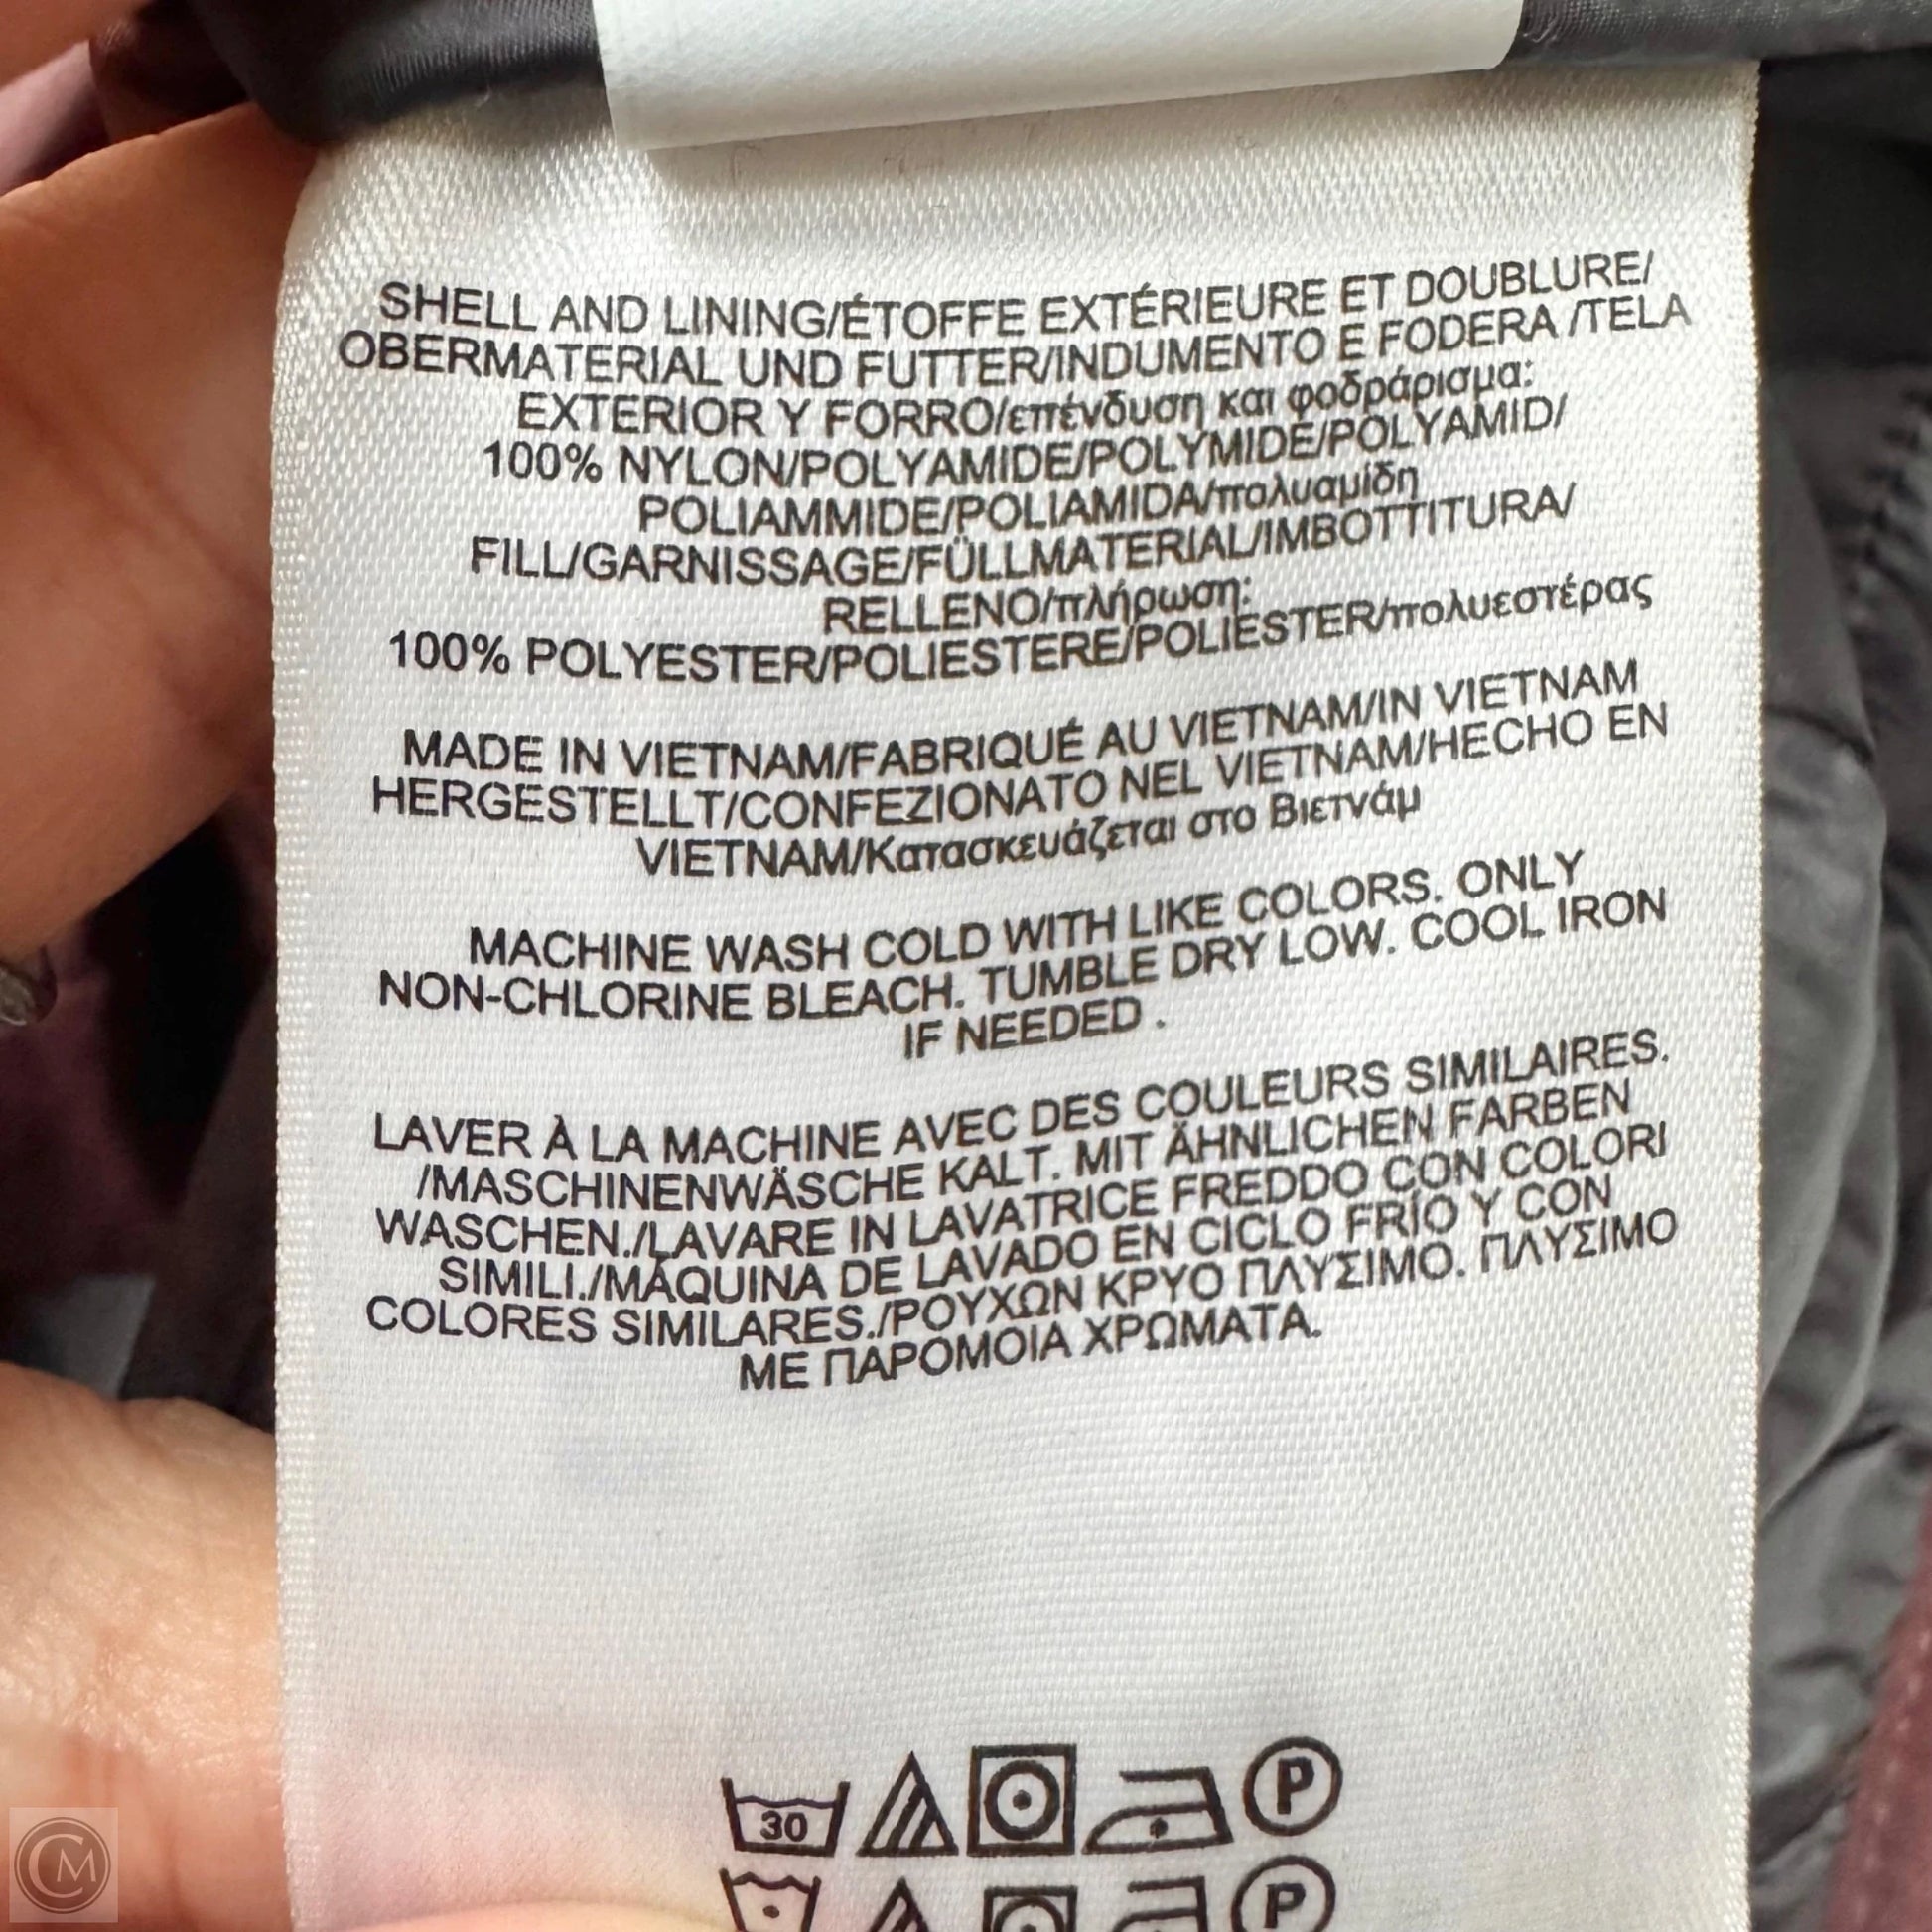 SHELL AND LINING/ÉTOFFE EXTÉRIEURE ET DOUBLURE/
OBERMATERIAL UND FUTTER/INDUMENTO E FODERA /TELA
EXTERIOR Y FORRO/επένδυση και φοδράρισμα:
100% NYLON/POLYAMIDE/POLYMIDE/POLYAMID/
POLIAMMIDE/POLIAMIDA/πολυαμίδη
FILL/GARNISSAGE/FÜLLMATERIAL/IMBOTTITURA/
RELLENO/πλήρωση:
100% POLYESTER/POLIESTERE/POLIESTER/πολυεστέρας
MADE IN VIETNAM/FABRIQUÉ AU VIETNAM/IN VIETNAM
HERGESTELLT/CONFEZIONATO NEL VIETNAM/HECHO EN
VIETNAM/Κατασκευάζεται στο Βιετνάμ
MACHINE WASH COLD WITH LIKE COLORS. ONLY
NON-CHLORINE BLEACH. TUMBLE DRY LOW. COOL IRON
IF NEEDED .
LAVER À LA MACHINE AVEC DES COULEURS SIMILAIRES.
/MASCHINENWÄSCHE KALT. MIT ÄHNLICHEN FARBEN
WASCHEN./LAVARE IN LAVATRICE FREDDO CON COLORI
SIMILI./MÁQUINA DE LAVADO EN CICLO FRÍO Y CON
COLORES SIMILARES./ΡΟΥΧΩΝ ΚΡΥΟ ΠΛΥΣΙΜΟ. ΠΛΥΣΙΜΟ
ΜΕ ΠΑΡΟΜΟΙΑ ΧΡΩΜΑΤΑ.
30 P
P
CM